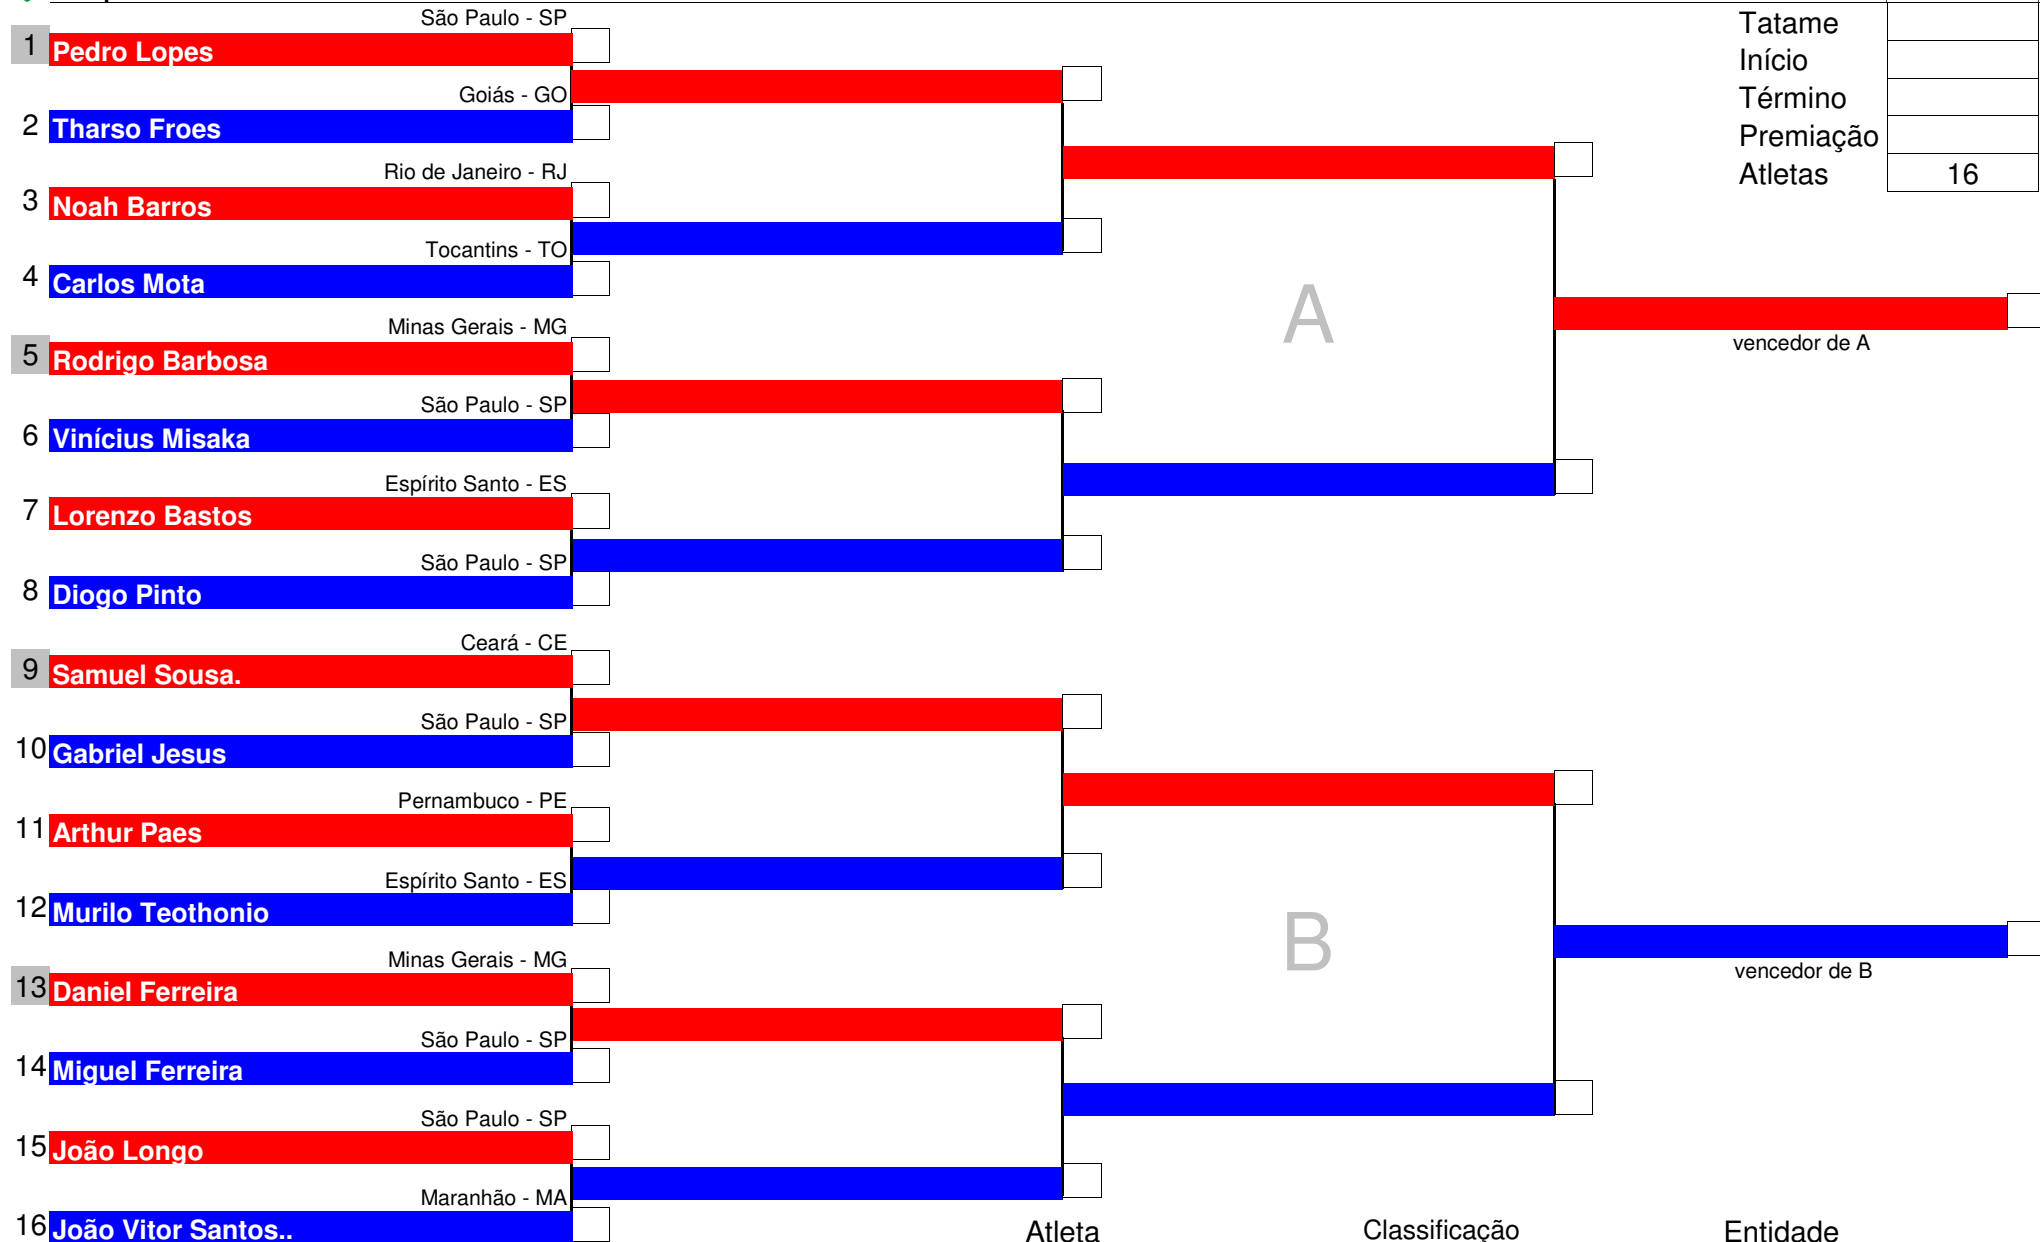 São Paulo - SP
1 Pedro Lopes
Goiás - GO
2 Tharso Froes
Rio de Janeiro - RJ
3 Noah Barros
Tocantins - TO
4 Carlos Mota
Minas Gerais - MG
5 Rodrigo Barbosa
São Paulo - SP
6 Vinícius Misaka
Espírito Santo - ES
7 Lorenzo Bastos
São Paulo - SP
8 Diogo Pinto
Ceará - CE
9 Samuel Sousa.
São Paulo - SP
10 Gabriel Jesus
Pernambuco - PE
11 Arthur Paes
Espírito Santo - ES
12 Murilo Teothonio
Minas Gerais - MG
13 Daniel Ferreira
São Paulo - SP
14 Miguel Ferreira
São Paulo - SP
15 João Longo
Maranhão - MA
16 João Vitor Santos..
A
B
Tatame
Início
Término
Premiação
Atletas 16
vencedor de A
vencedor de B
Atleta Classificação Entidade